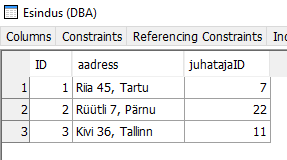 Esindus (DBA)
Columns Constraints Referencing Constraints
ID aadress juhatajaID
1 1 Riia 45, Tartu 7
2 2 Rüütli 7, Pärnu 22
3 3 Kivi 36, Tallinn 11